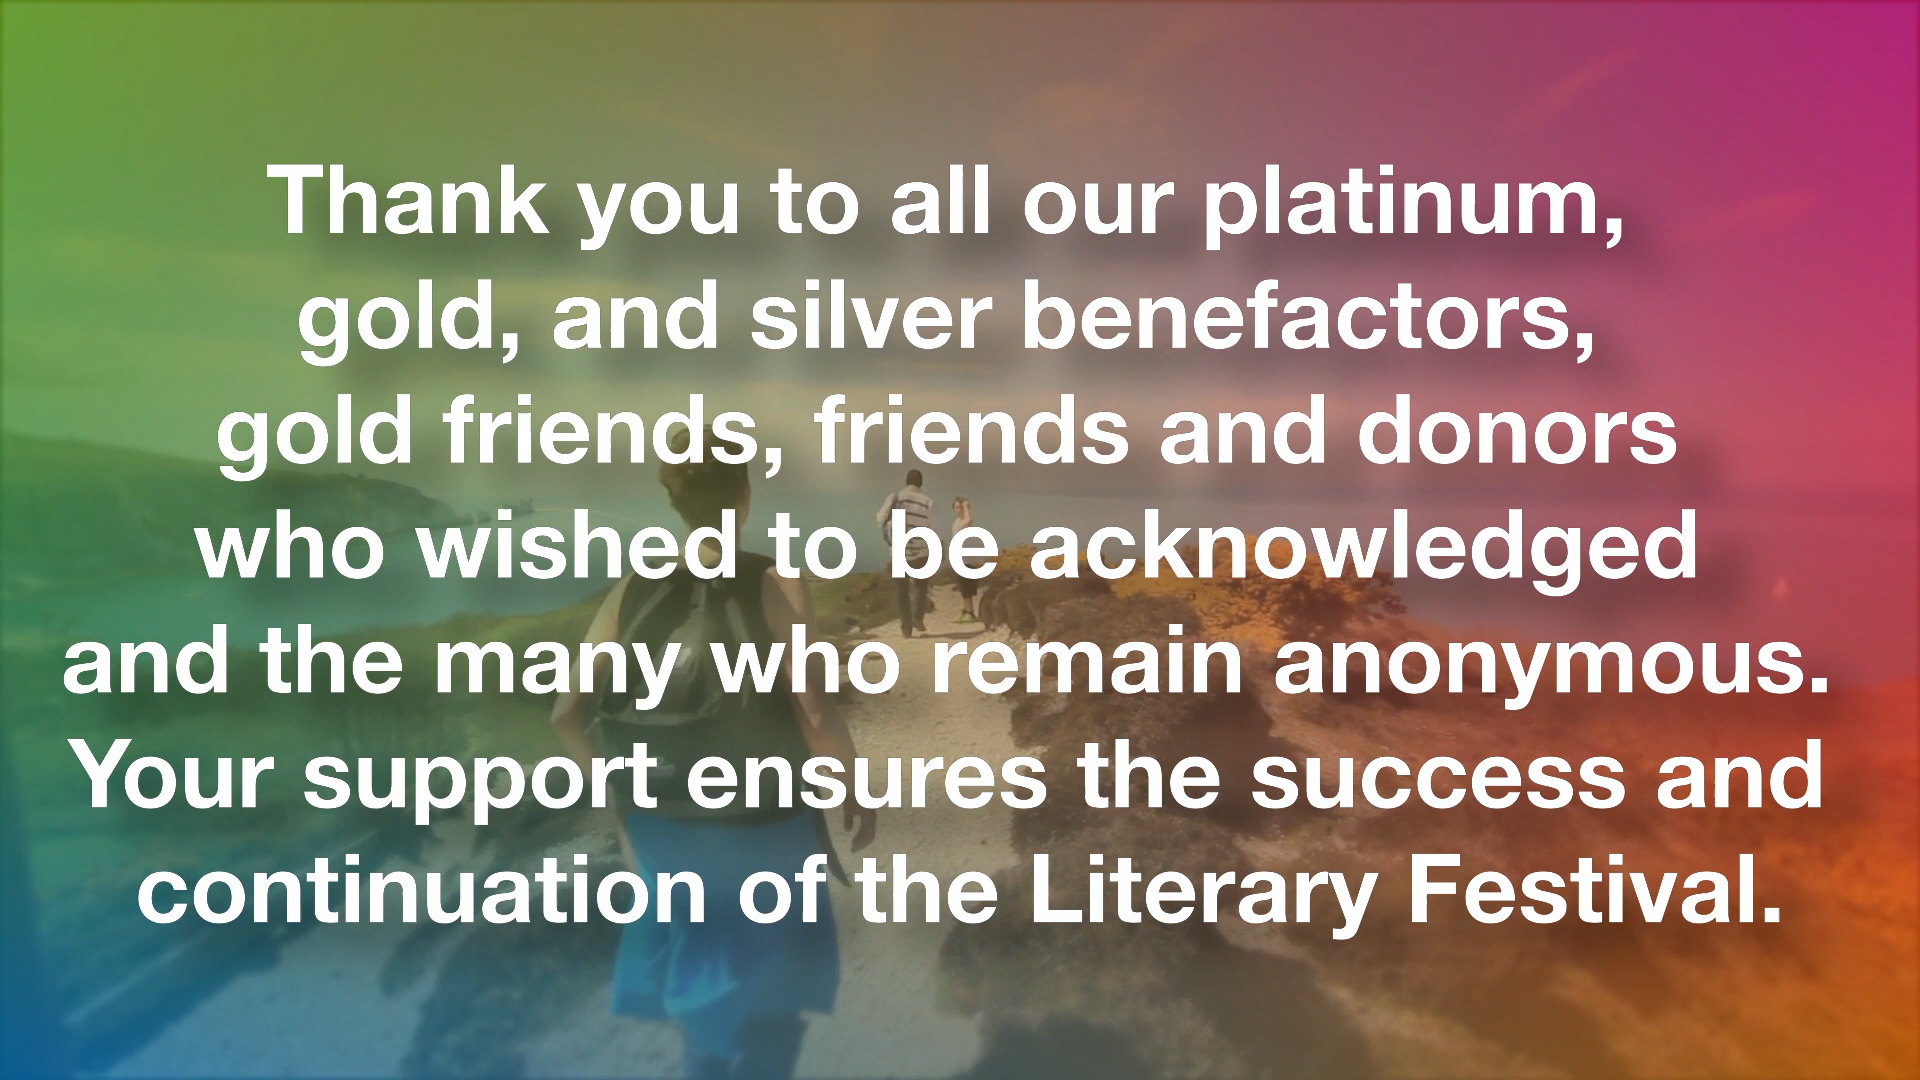 Thank you to all our platinum,
gold, and silver benefactors,
gold friends, friends and donors
who wished to be acknowledged
and the many who remain anonymous.
Your support ensures the success and
continuation of the Literary Festival.